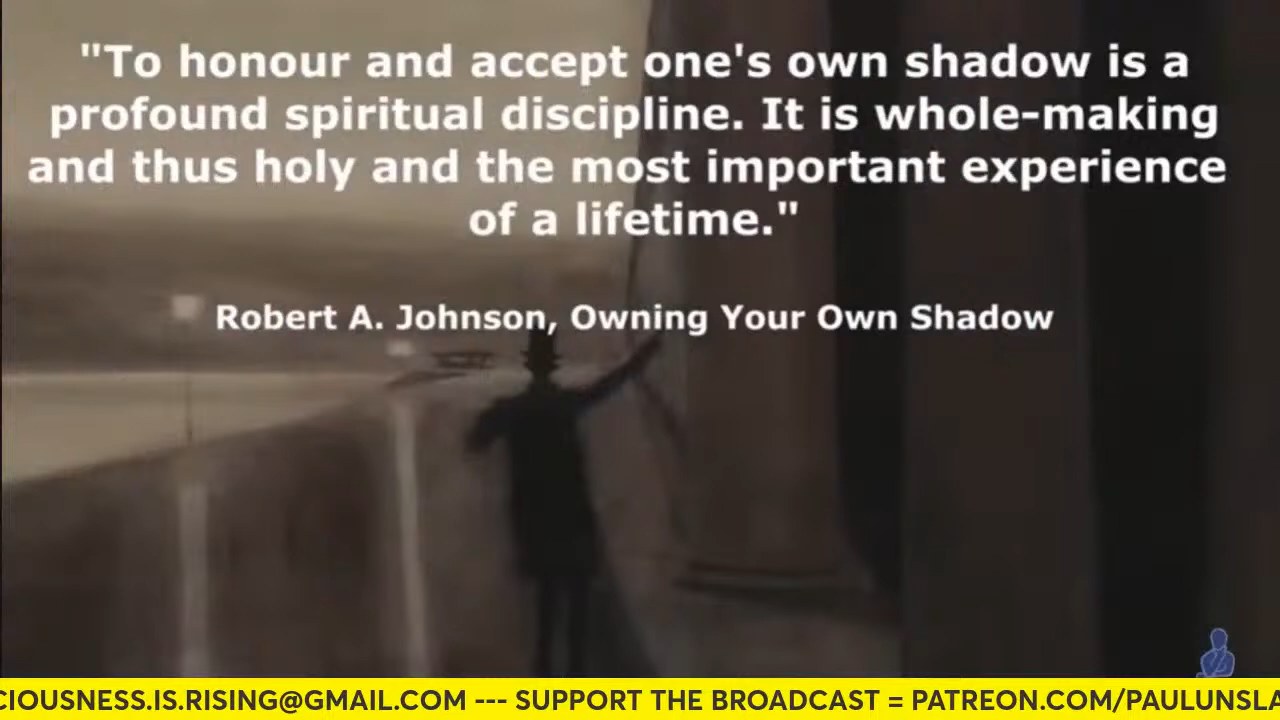 "To honour and accept one's own shadow is a
profound spiritual discipline. It is whole-making
and thus holy and the most important experience
of a lifetime."
Robert A. Johnson, Owning Your Own Shadow
CIOUSNESS.IS.RISING@GMAIL.COM --- SUPPORT THE BROADCAST = PATREON.COM/PAULUNSLA